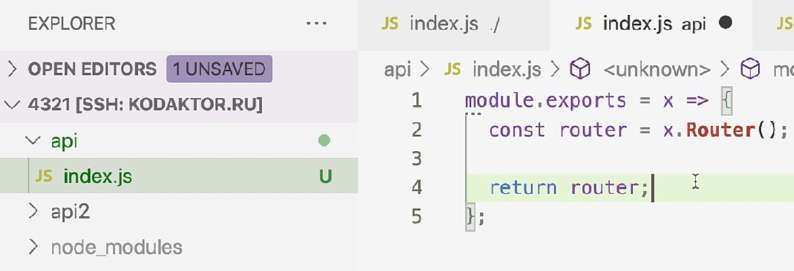 EXPLORER ...
OPEN EDITORS 1 UNSAVED
4321 [SSH: KODAKTOR.RU]
api
JS index.js U
api2
node_modules
JS index.js ./ JS index.js api JS
api > JS index.js > <unknown> >
1 module.exports = x => {
2 const router = x.Router();
3
4 return router;
5 };